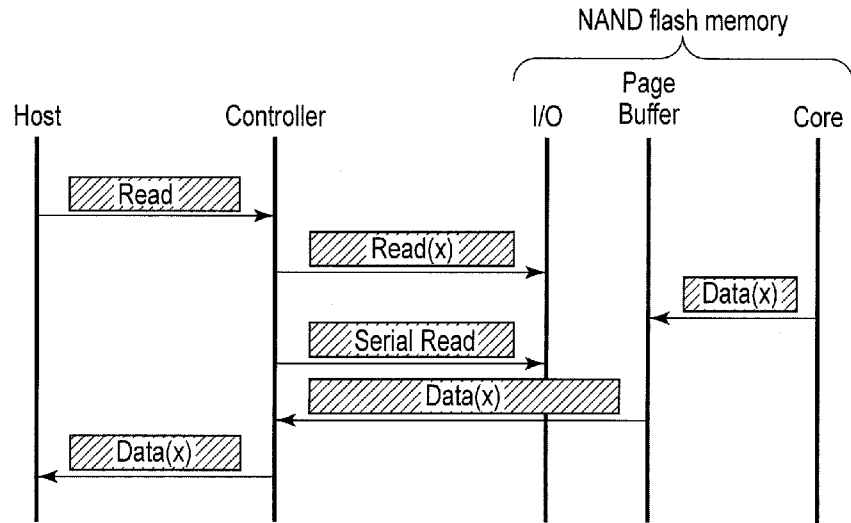 NAND flash memory
Host
Controller
I/O
Page
Buffer
Core
Read
Read(x)
Data(x)
Serial Read
Data(x)
Data(x)